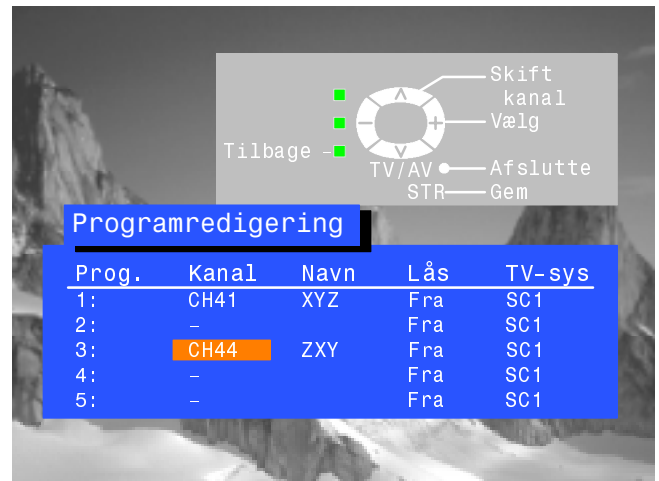 Skift
kanal
Vælg
Tilbage
TV/AV
Afslutte
STR
Gem
Programredigering
Prog. Kanal Navn Lås TV-sys
1: CH41 XYZ Fra SC1
2: – Fra SC1
3: CH44 ZXY Fra SC1
4: – Fra SC1
5: – Fra SC1